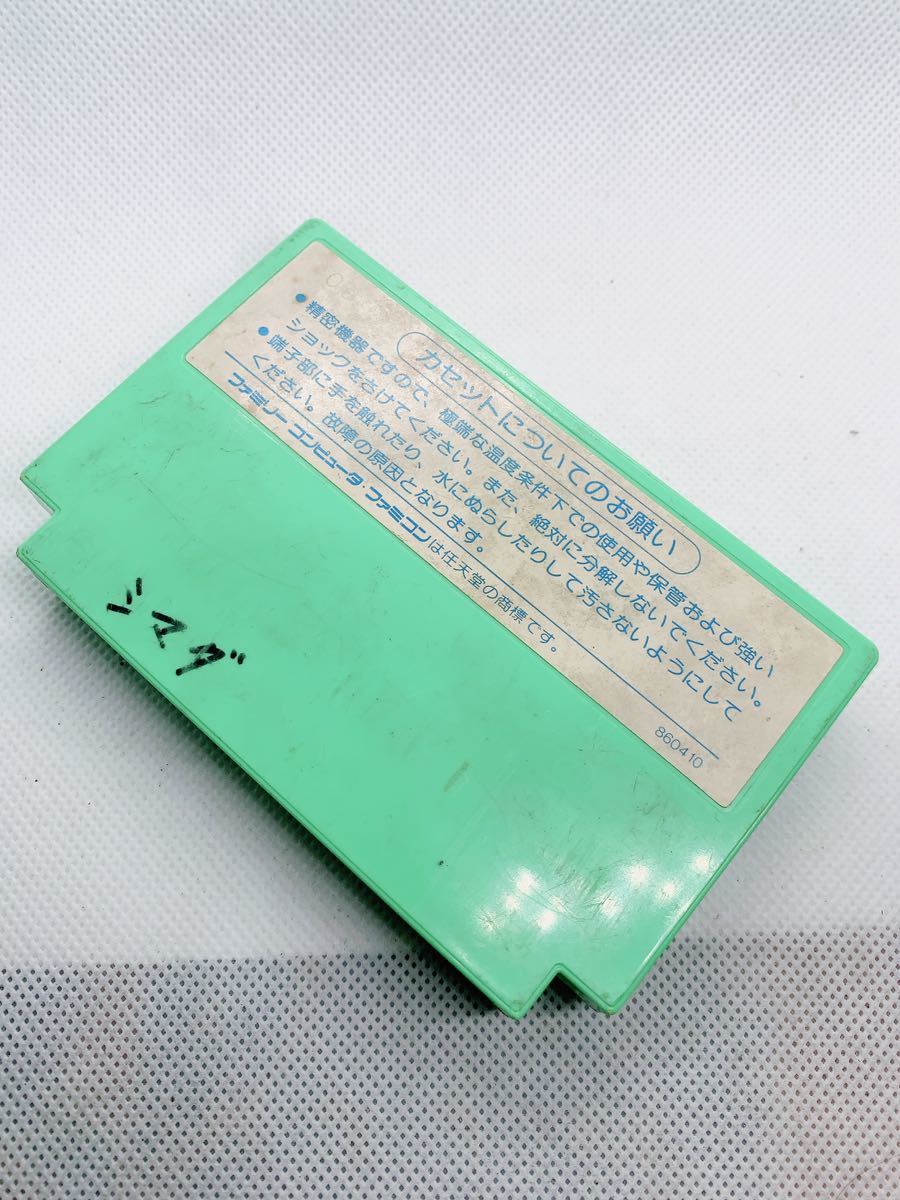 カセットについてのお願い
●精密機器ですので、極端な温度条件下での使用や保管および強い
ショックをさけてください。また、絶対に分解しないでください。
●端子部に手を触れたり、水にぬらしたりして汚さないようにして
ください。故障の原因となります。
ファミリー コンピュータ・ファミコンは任天堂の商標です。
860410
シマダ